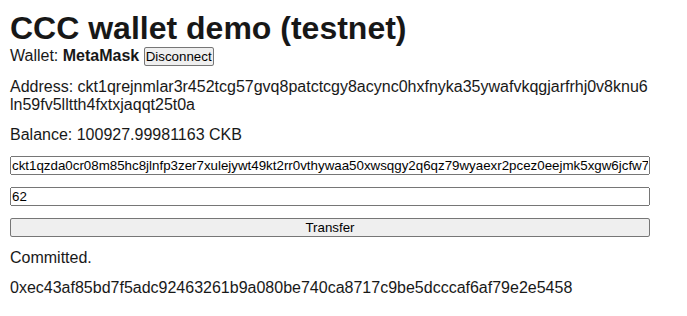 CCC wallet demo (testnet)
Wallet: MetaMask Disconnect
Address: ckt1qrejnmlar3r452tcg57gvq8patctcgy8acync0hxfnyka35ywafvkqgjarfrhj0v8knu6
ln59fv5lltth4fxtxjaqqt25t0a
Balance: 100927.99981163 CKB
ckt1qzda0cr08m85hc8jlnfp3zer7xulejywt49kt2rr0vthywaa50xwsqgy2q6qz79wyaexr2pcez0eejmk5xgw6jcfw7
62
Transfer
Committed.
0xec43af85bd7f5adc92463261b9a080be740ca8717c9be5dcccaf6af79e2e5458